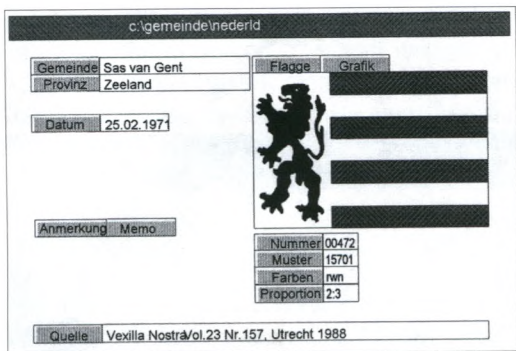 c:\gemeinde\nederld
Gemeinde Sas van Gent
Provinz Zeeland
Flagge Grafik
Datum 25.02.1971
Anmerkung Memo
Nummer 00472
Muster 15701
Farben rwn
Proportion 2:3
Quelle Vexilla Nostra Vol.23 Nr.157, Utrecht 1988